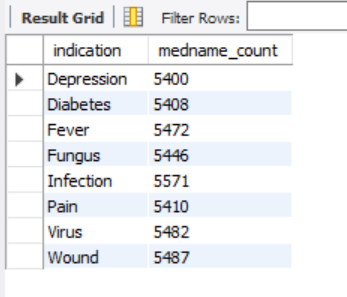 Result Grid Filter Rows:
indication medname_count
Depression 5400
Diabetes 5408
Fever 5472
Fungus 5446
Infection 5571
Pain 5410
Virus 5482
Wound 5487